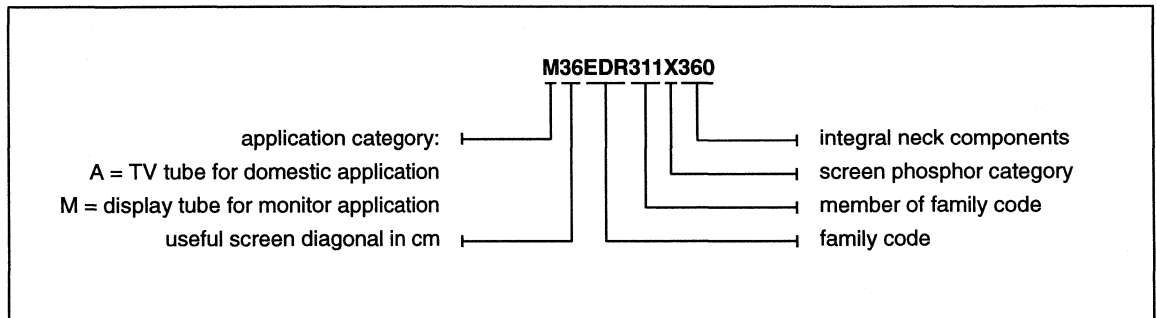 M36EDR311X360
application category:
A = TV tube for domestic application
M = display tube for monitor application
useful screen diagonal in cm
integral neck components
screen phosphor category
member of family code
family code